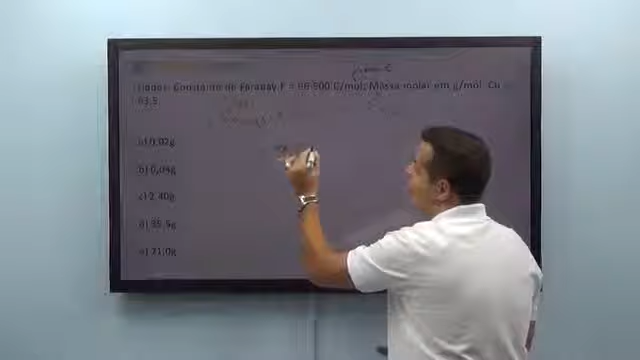 Dados: Constante de Faraday F = 96 500 C/mol; Massa molar em g/mol: Cu
63,5.
a) 0,02g
b) 0,04g
c) 2,40g
d) 35,5g
e) 71,0g